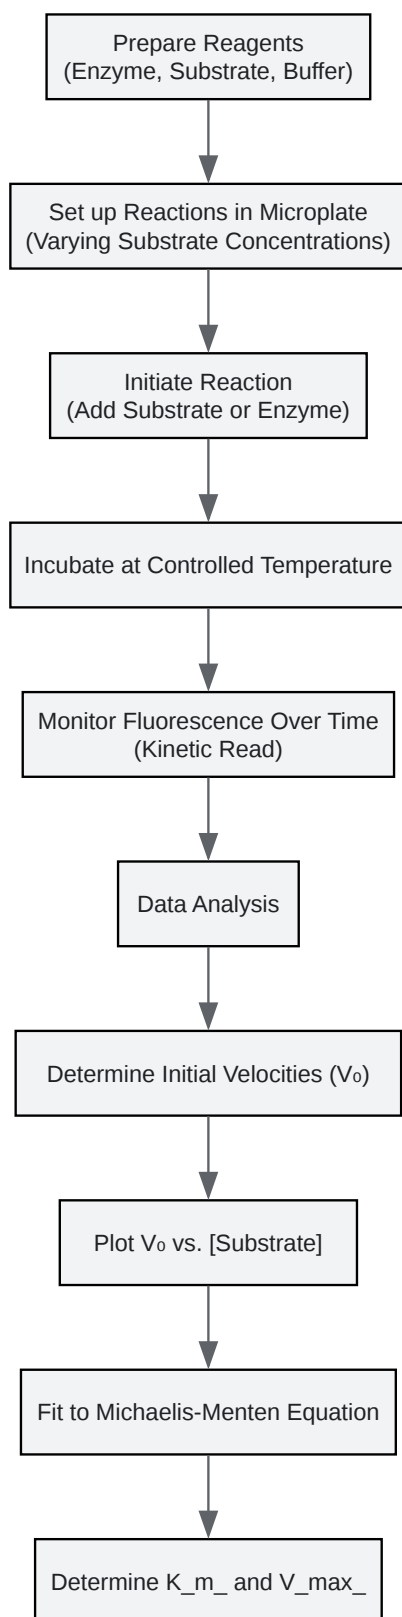 Prepare Reagents
(Enzyme, Substrate, Buffer)
Set up Reactions in Microplate
(Varying Substrate Concentrations)
Initiate Reaction
(Add Substrate or Enzyme)
Incubate at Controlled Temperature
Monitor Fluorescence Over Time
(Kinetic Read)
Data Analysis
Determine Initial Velocities (V₀)
Plot V₀ vs. [Substrate]
Fit to Michaelis-Menten Equation
Determine K_m_ and V_max_